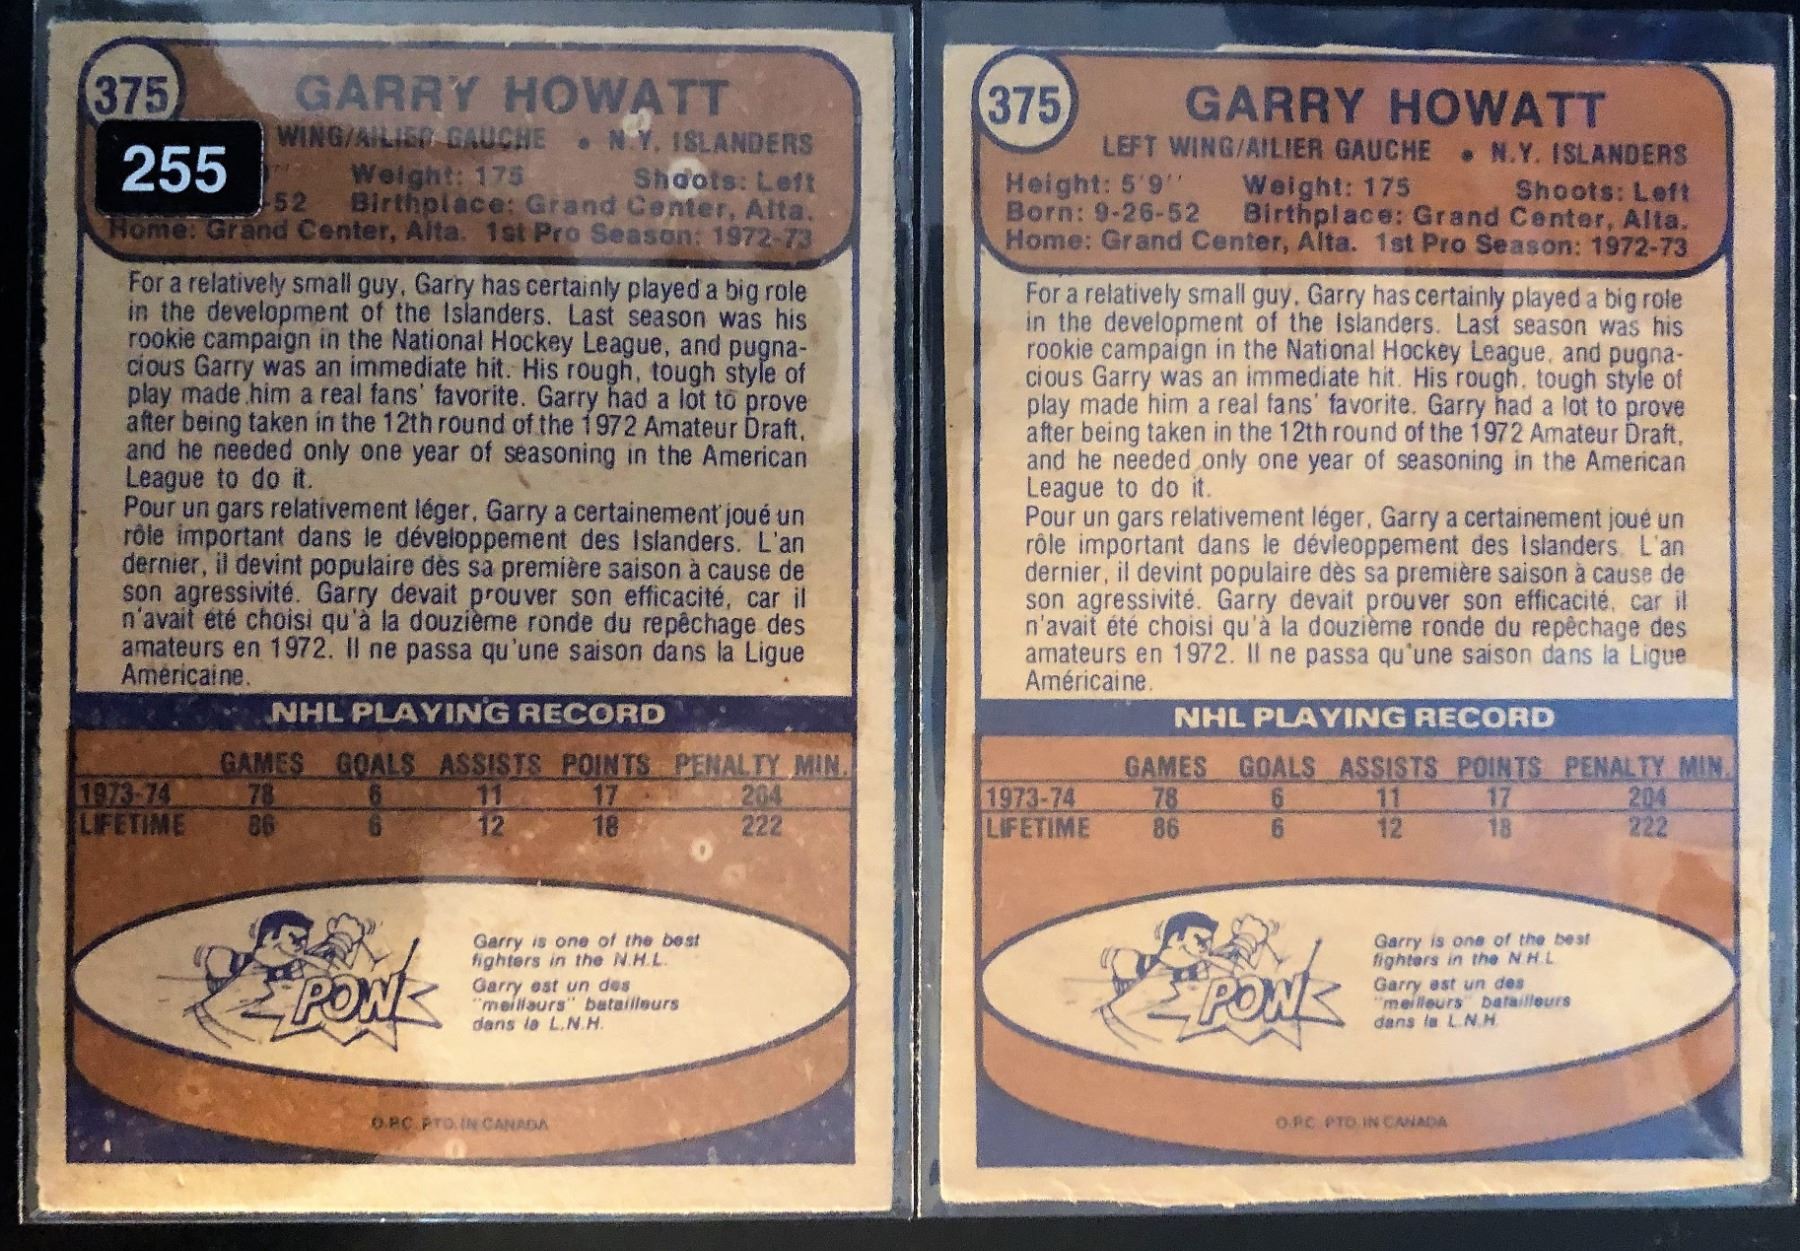 375
GARRY HOWATT
255
WING/AILIER GAUCHE • N.Y. ISLANDERS
Weight: 175 Shoots: Left
-52 Birthplace: Grand Center, Alta.
Home: Grand Center, Alta. 1st Pro Season: 1972-73
For a relatively small guy, Garry has certainly played a big role
in the development of the Islanders. Last season was his
rookie campaign in the National Hockey League, and pugna-
cious Garry was an immediate hit. His rough, tough style of
play made him a real fans' favorite. Garry had a lot to prove
after being taken in the 12th round of the 1972 Amateur Draft,
and he needed only one year of seasoning in the American
League to do it.
Pour un gars relativement léger, Garry a certainement joué un
rôle important dans le développement des Islanders. L'an
dernier, il devint populaire dès sa première saison à cause de
son agressivité. Garry devait prouver son efficacité, car il
n'avait été choisi qu'à la douzième ronde du repêchage des
amateurs en 1972. Il ne passa qu'une saison dans la Ligue
Américaine.
NHL PLAYING RECORD
GAMES GOALS ASSISTS POINTS PENALTY MIN.
1973-74 78 6 11 17 204
LIFETIME 86 6 12 18 222
POW
Garry is one of the best
fighters in the N.H.L.
Garry est un des
"meilleurs" batailleurs
dans la L.N.H.
O.P.C. PTD. IN CANADA
375
GARRY HOWATT
LEFT WING/AILIER GAUCHE • N.Y. ISLANDERS
Height: 5'9'' Weight: 175 Shoots: Left
Born: 9-26-52 Birthplace: Grand Center, Alta.
Home: Grand Center, Alta. 1st Pro Season: 1972-73
For a relatively small guy, Garry has certainly played a big role
in the development of the Islanders. Last season was his
rookie campaign in the National Hockey League, and pugna-
cious Garry was an immediate hit. His rough, tough style of
play made him a real fans' favorite. Garry had a lot to prove
after being taken in the 12th round of the 1972 Amateur Draft,
and he needed only one year of seasoning in the American
League to do it.
Pour un gars relativement léger, Garry a certainement joué un
rôle important dans le dévleoppement des Islanders. L'an
dernier, il devint populaire dès sa première saison à cause de
son agressivité. Garry devait prouver son efficacité, car il
n'avait été choisi qu'à la douzième ronde du repêchage des
amateurs en 1972. Il ne passa qu'une saison dans la Ligue
Américaine.
NHL PLAYING RECORD
GAMES GOALS ASSISTS POINTS PENALTY MIN.
1973-74 78 6 11 17 204
LIFETIME 86 6 12 18 222
POW
Garry is one of the best
fighters in the N.H.L.
Garry est un des
"meilleurs" batailleurs
dans la L.N.H.
O.P.C. PTD. IN CANADA